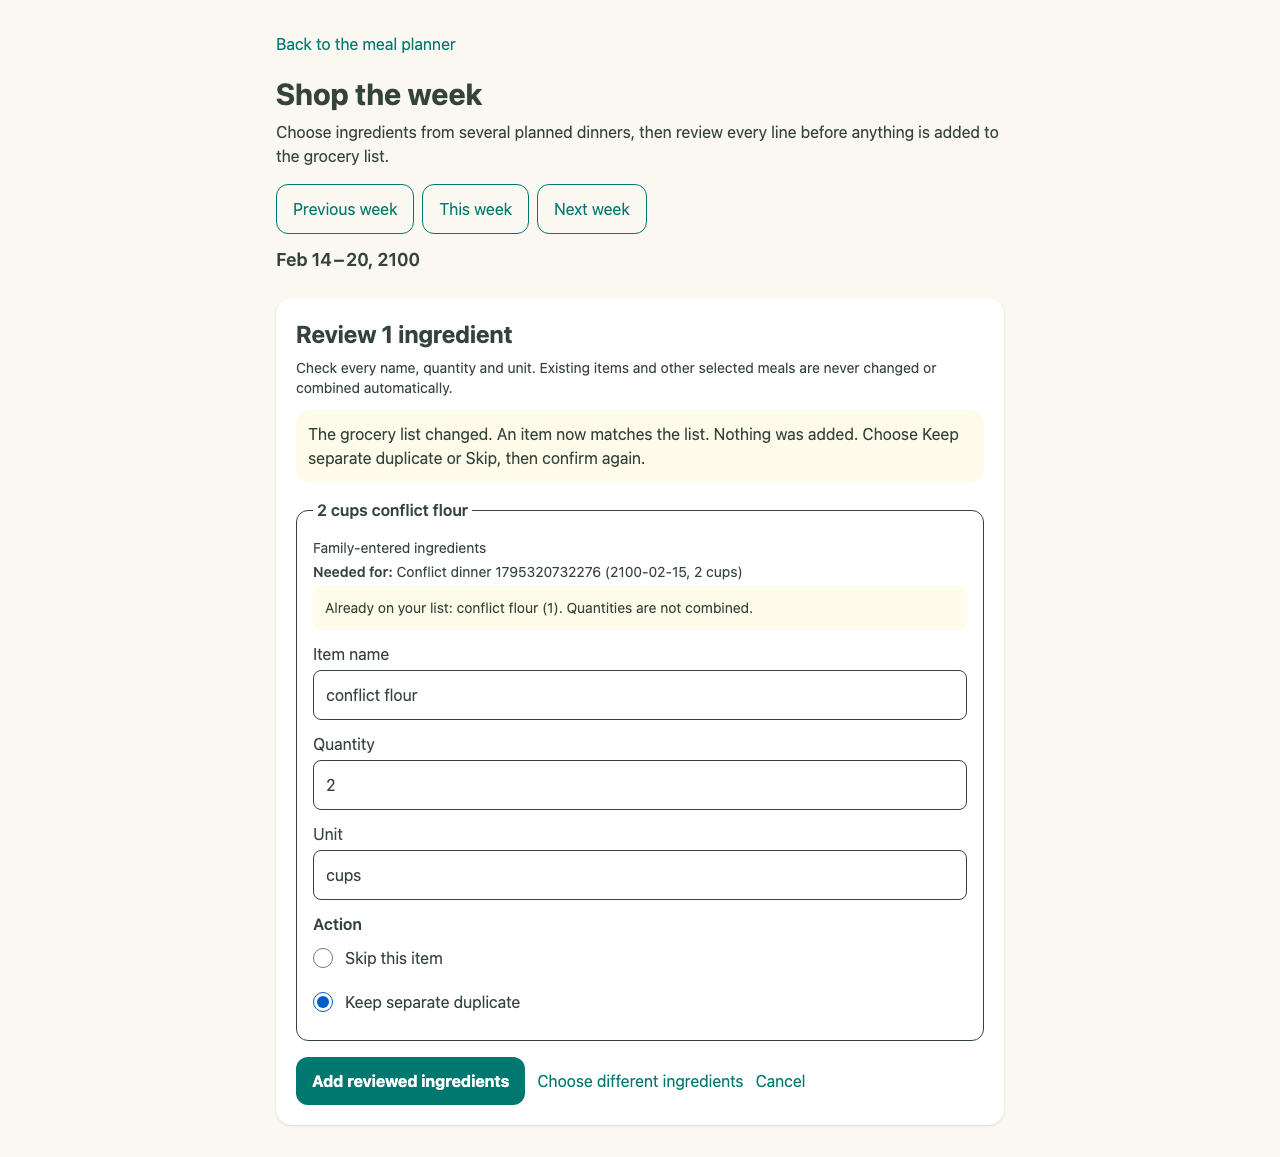 Back to the meal planner
Shop the week
Choose ingredients from several planned dinners, then review every line before anything is added to
the grocery list.
Previous week
This week
Next week
Feb 14–20, 2100
Review 1 ingredient
Check every name, quantity and unit. Existing items and other selected meals are never changed or
combined automatically.
The grocery list changed. An item now matches the list. Nothing was added. Choose Keep
separate duplicate or Skip, then confirm again.
2 cups conflict flour
Family-entered ingredients
Needed for: Conflict dinner 1795320732276 (2100-02-15, 2 cups)
Already on your list: conflict flour (1). Quantities are not combined.
Item name
conflict flour
Quantity
2
Unit
cups
Action
Skip this item
Keep separate duplicate
Add reviewed ingredients
Choose different ingredients
Cancel